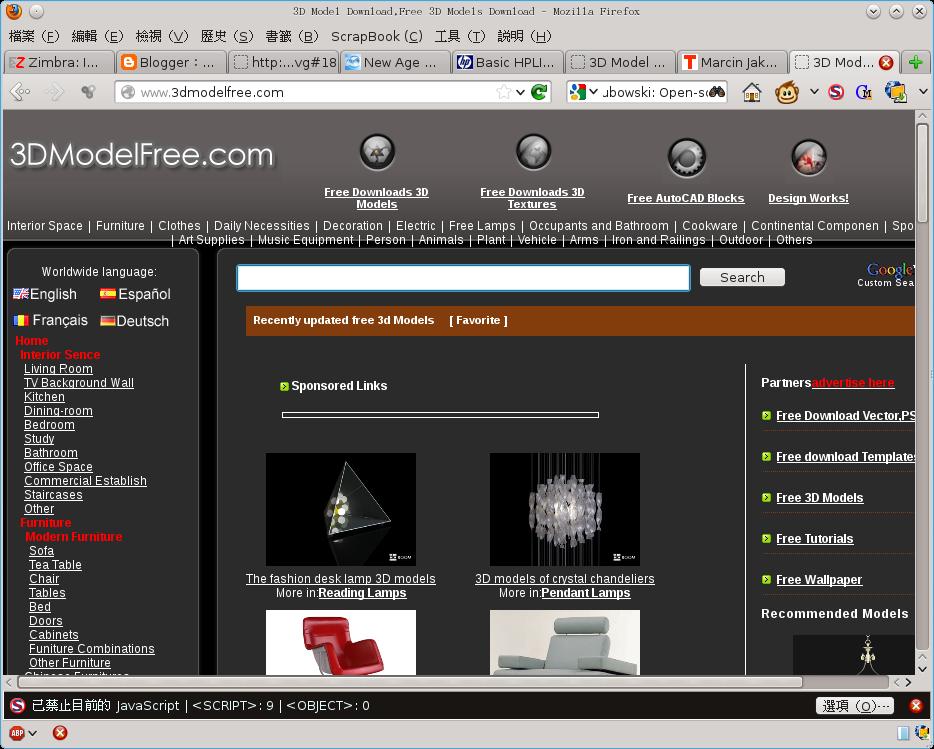 3D Model Download,Free 3D Models Download - Mozilla Firefox
檔案 (F) 編輯 (E) 檢視 (V) 歷史 (S) 書籤 (B) ScrapBook (C) 工具 (T) 說明 (H)
Zimbra: I... Blogger : ... http:...vg#18 New Age ... Basic HPLI... 3D Model ... Marcin Jak... 3D Mod...
www.3dmodelfree.com ubowski: Open-s
3DModelFree.com
Free Downloads 3D Models
Free Downloads 3D Textures
Free AutoCAD Blocks
Design Works!
Interior Space | Furniture | Clothes | Daily Necessities | Decoration | Electric | Free Lamps | Occupants and Bathroom | Cookware | Continental Componen | Spo
| Art Supplies | Music Equipment | Person | Animals | Plant | Vehicle | Arms | Iron and Railings | Outdoor | Others
Worldwide language:
English Español
Français Deutsch
Home
Interior Sence
Living Room
TV Background Wall
Kitchen
Dining-room
Bedroom
Study
Bathroom
Office Space
Commercial Establish
Staircases
Other
Furniture
Modern Furniture
Sofa
Tea Table
Chair
Tables
Bed
Doors
Cabinets
Funiture Combinations
Other Furniture
Chinese Furnitures
Search
Google
Custom Sea
Recently updated free 3d Models [ Favorite ]
Sponsored Links
The fashion desk lamp 3D models
More in:Reading Lamps
3D models of crystal chandeliers
More in:Pendant Lamps
Partnersadvertise here
Free Download Vector,PS
Free download Templates
Free 3D Models
Free Tutorials
Free Wallpaper
Recommended Models
已禁止目前的 JavaScript | <SCRIPT>: 9 | <OBJECT>: 0 選項 (O)...
ABP